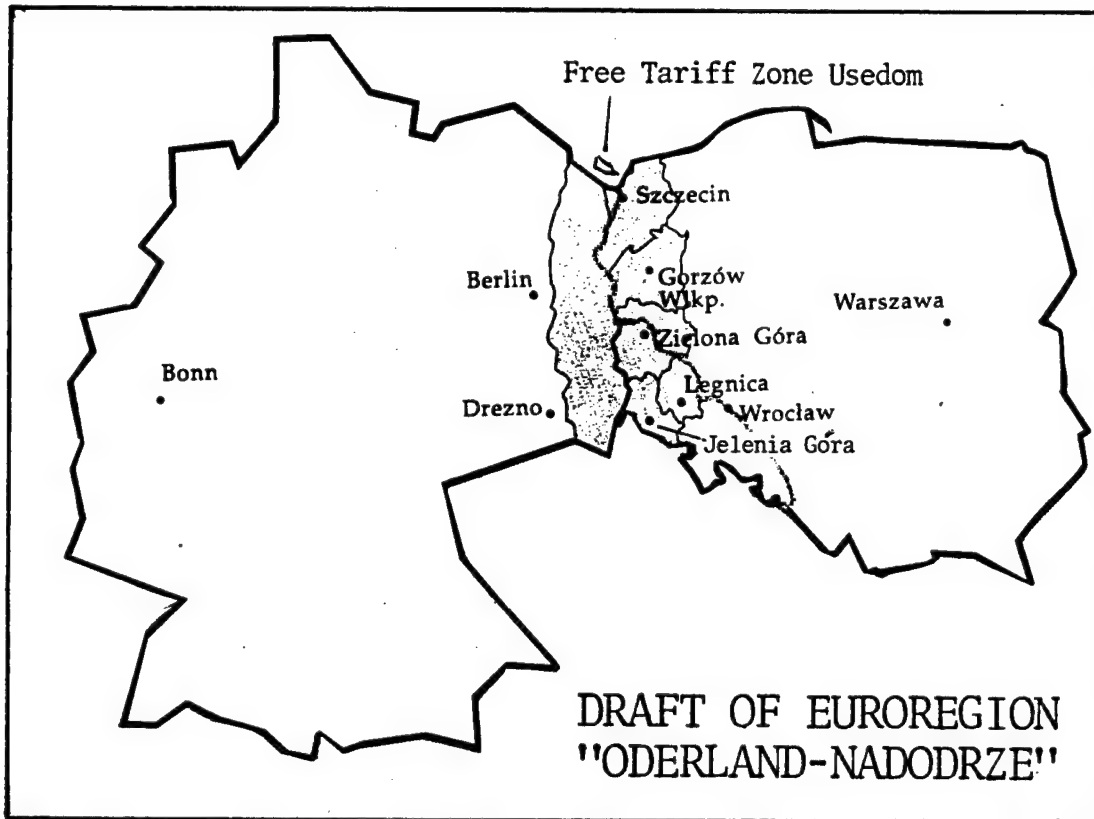 Free Tariff Zone Usedom
Szczecin
Berlin
Gorzów
Wlkp.
Warszawa
Zielona Góra
Bonn
Legnica
Drezno
Wrocław
Jelenia Góra
DRAFT OF EUROREGION
"ODERLAND-NADODRZE"